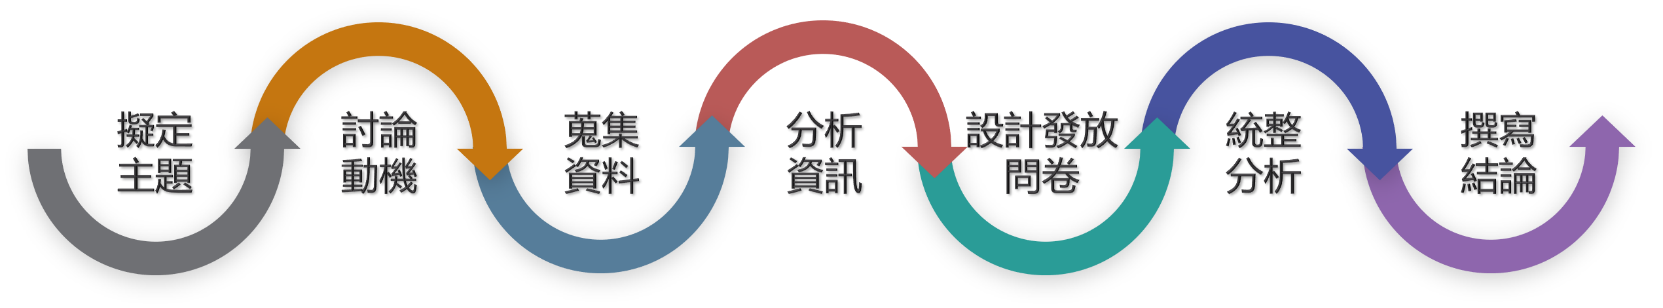 擬定
主題
討論
動機
蒐集
資料
分析
資訊
設計發放
問卷
統整
分析
撰寫
結論